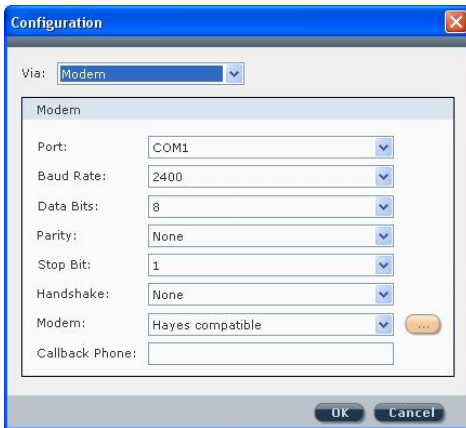 Configuration
Via: Modem
Modem
Port: COM1
Baud Rate: 2400
Data Bits: 8
Parity: None
Stop Bit: 1
Handshake: None
Modem: Hayes compatible ...
Callback Phone:
OK Cancel